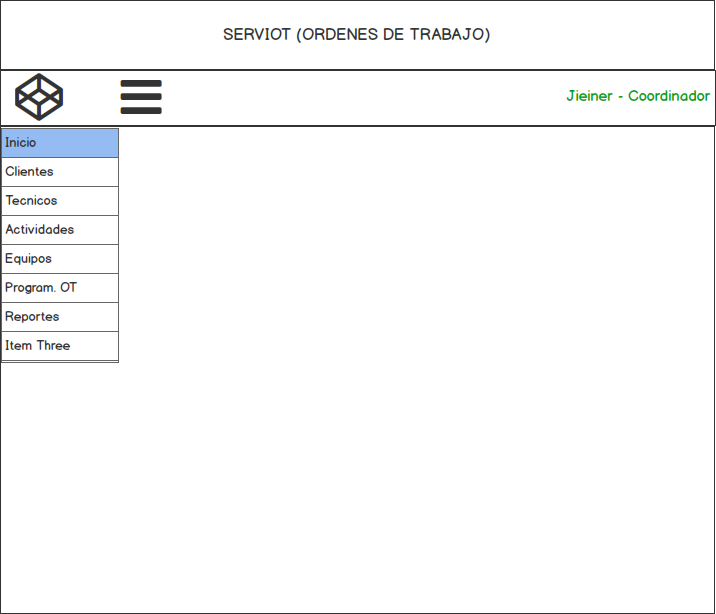 SERVIOT (ORDENES DE TRABAJO)
Jieiner - Coordinador
Inicio
Clientes
Tecnicos
Actividades
Equipos
Program. OT
Reportes
Item Three